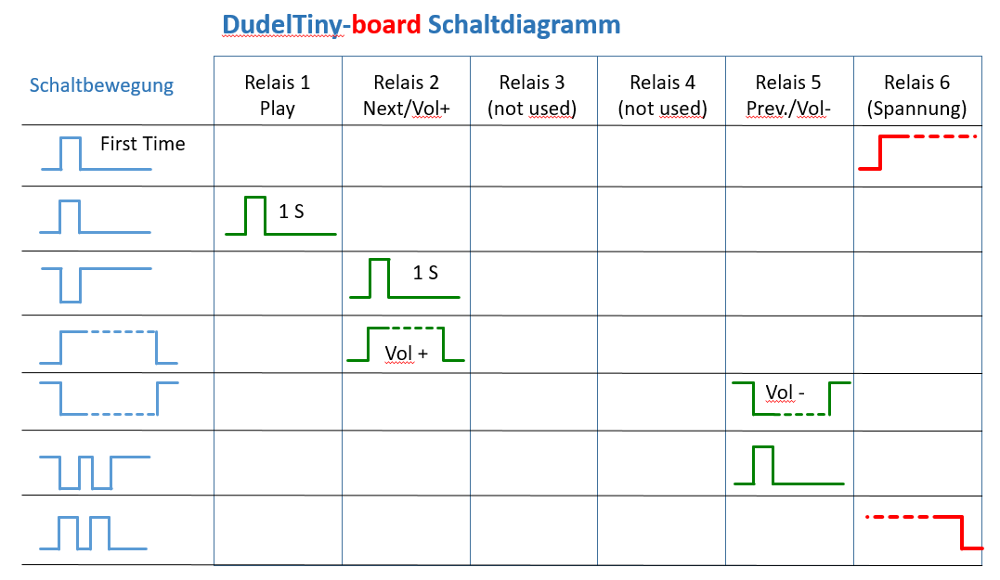 DudelTiny-board Schaltdiagramm
Schaltbewegung
Relais 1
Play
Relais 2
Next/Vol+
Relais 3
(not used)
Relais 4
(not used)
Relais 5
Prev./Vol-
Relais 6
(Spannung)
First Time
1 S
1 S
Vol +
Vol -